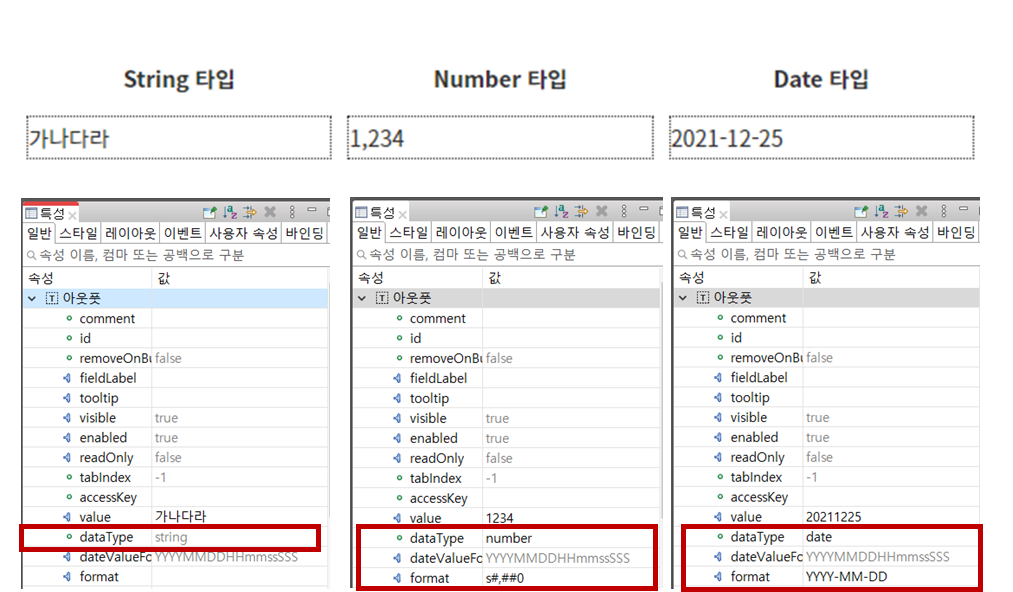 String 타입
Number 타입
Date 타입
가나다라
1,234
2021-12-25
특성
일반 스타일 레이아웃 이벤트 사용자 속성 바인딩
속성 이름, 컴마 또는 공백으로 구분
속성 값
아웃풋
comment
id
removeOnBu false
fieldLabel
tooltip
visible true
enabled true
readOnly false
tabIndex -1
accessKey
value 가나다라
dataType string
dateValueFo YYYYMMDDHHmmssSSS
format
특성
일반 스타일 레이아웃 이벤트 사용자 속성 바인딩
속성 이름, 컴마 또는 공백으로 구분
속성 값
아웃풋
comment
id
removeOnBu false
fieldLabel
tooltip
visible true
enabled true
readOnly false
tabIndex -1
accessKey
value 1234
dataType number
dateValueFo YYYYMMDDHHmmssSSS
format s#,##0
특성
일반 스타일 레이아웃 이벤트 사용자 속성 바인딩
속성 이름, 컴마 또는 공백으로 구분
속성 값
아웃풋
comment
id
removeOnBu false
fieldLabel
tooltip
visible true
enabled true
readOnly false
tabIndex -1
accessKey
value 20211225
dataType date
dateValueFo YYYYMMDDHHmmssSSS
format YYYY-MM-DD